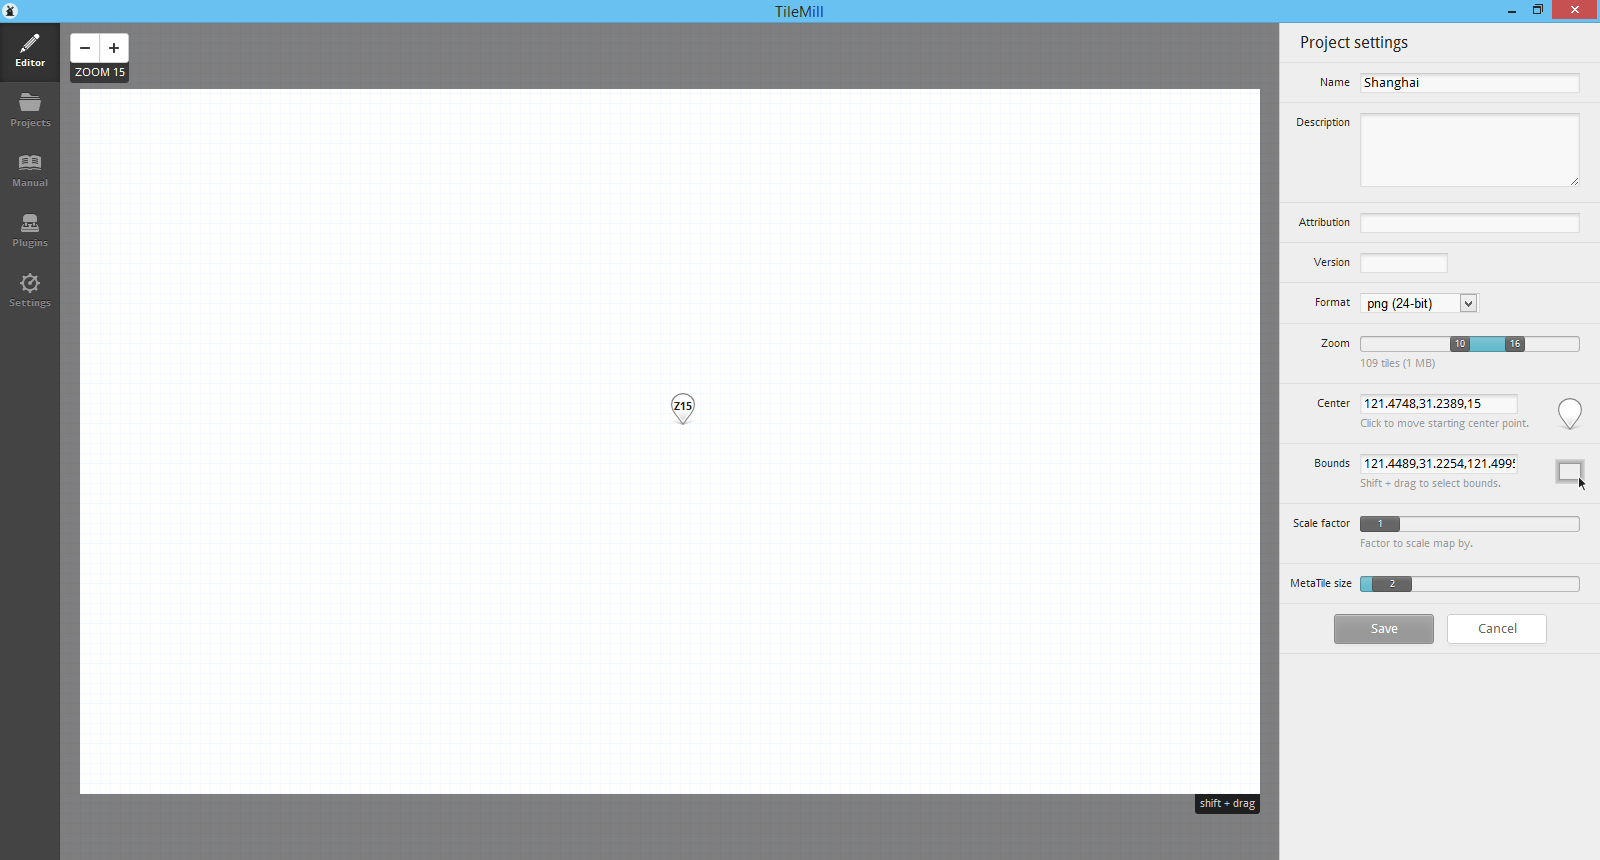 TileMill
Editor
Projects
Manual
Plugins
Settings
− +
ZOOM 15
Z15
shift + drag
Project settings
Name Shanghai
Description
Attribution
Version
Format png (24-bit)
Zoom 10 16
109 tiles (1 MB)
Center 121.4748,31.2389,15
Click to move starting center point.
Bounds 121.4489,31.2254,121.499
Shift + drag to select bounds.
Scale factor 1
Factor to scale map by.
MetaTile size 2
Save Cancel